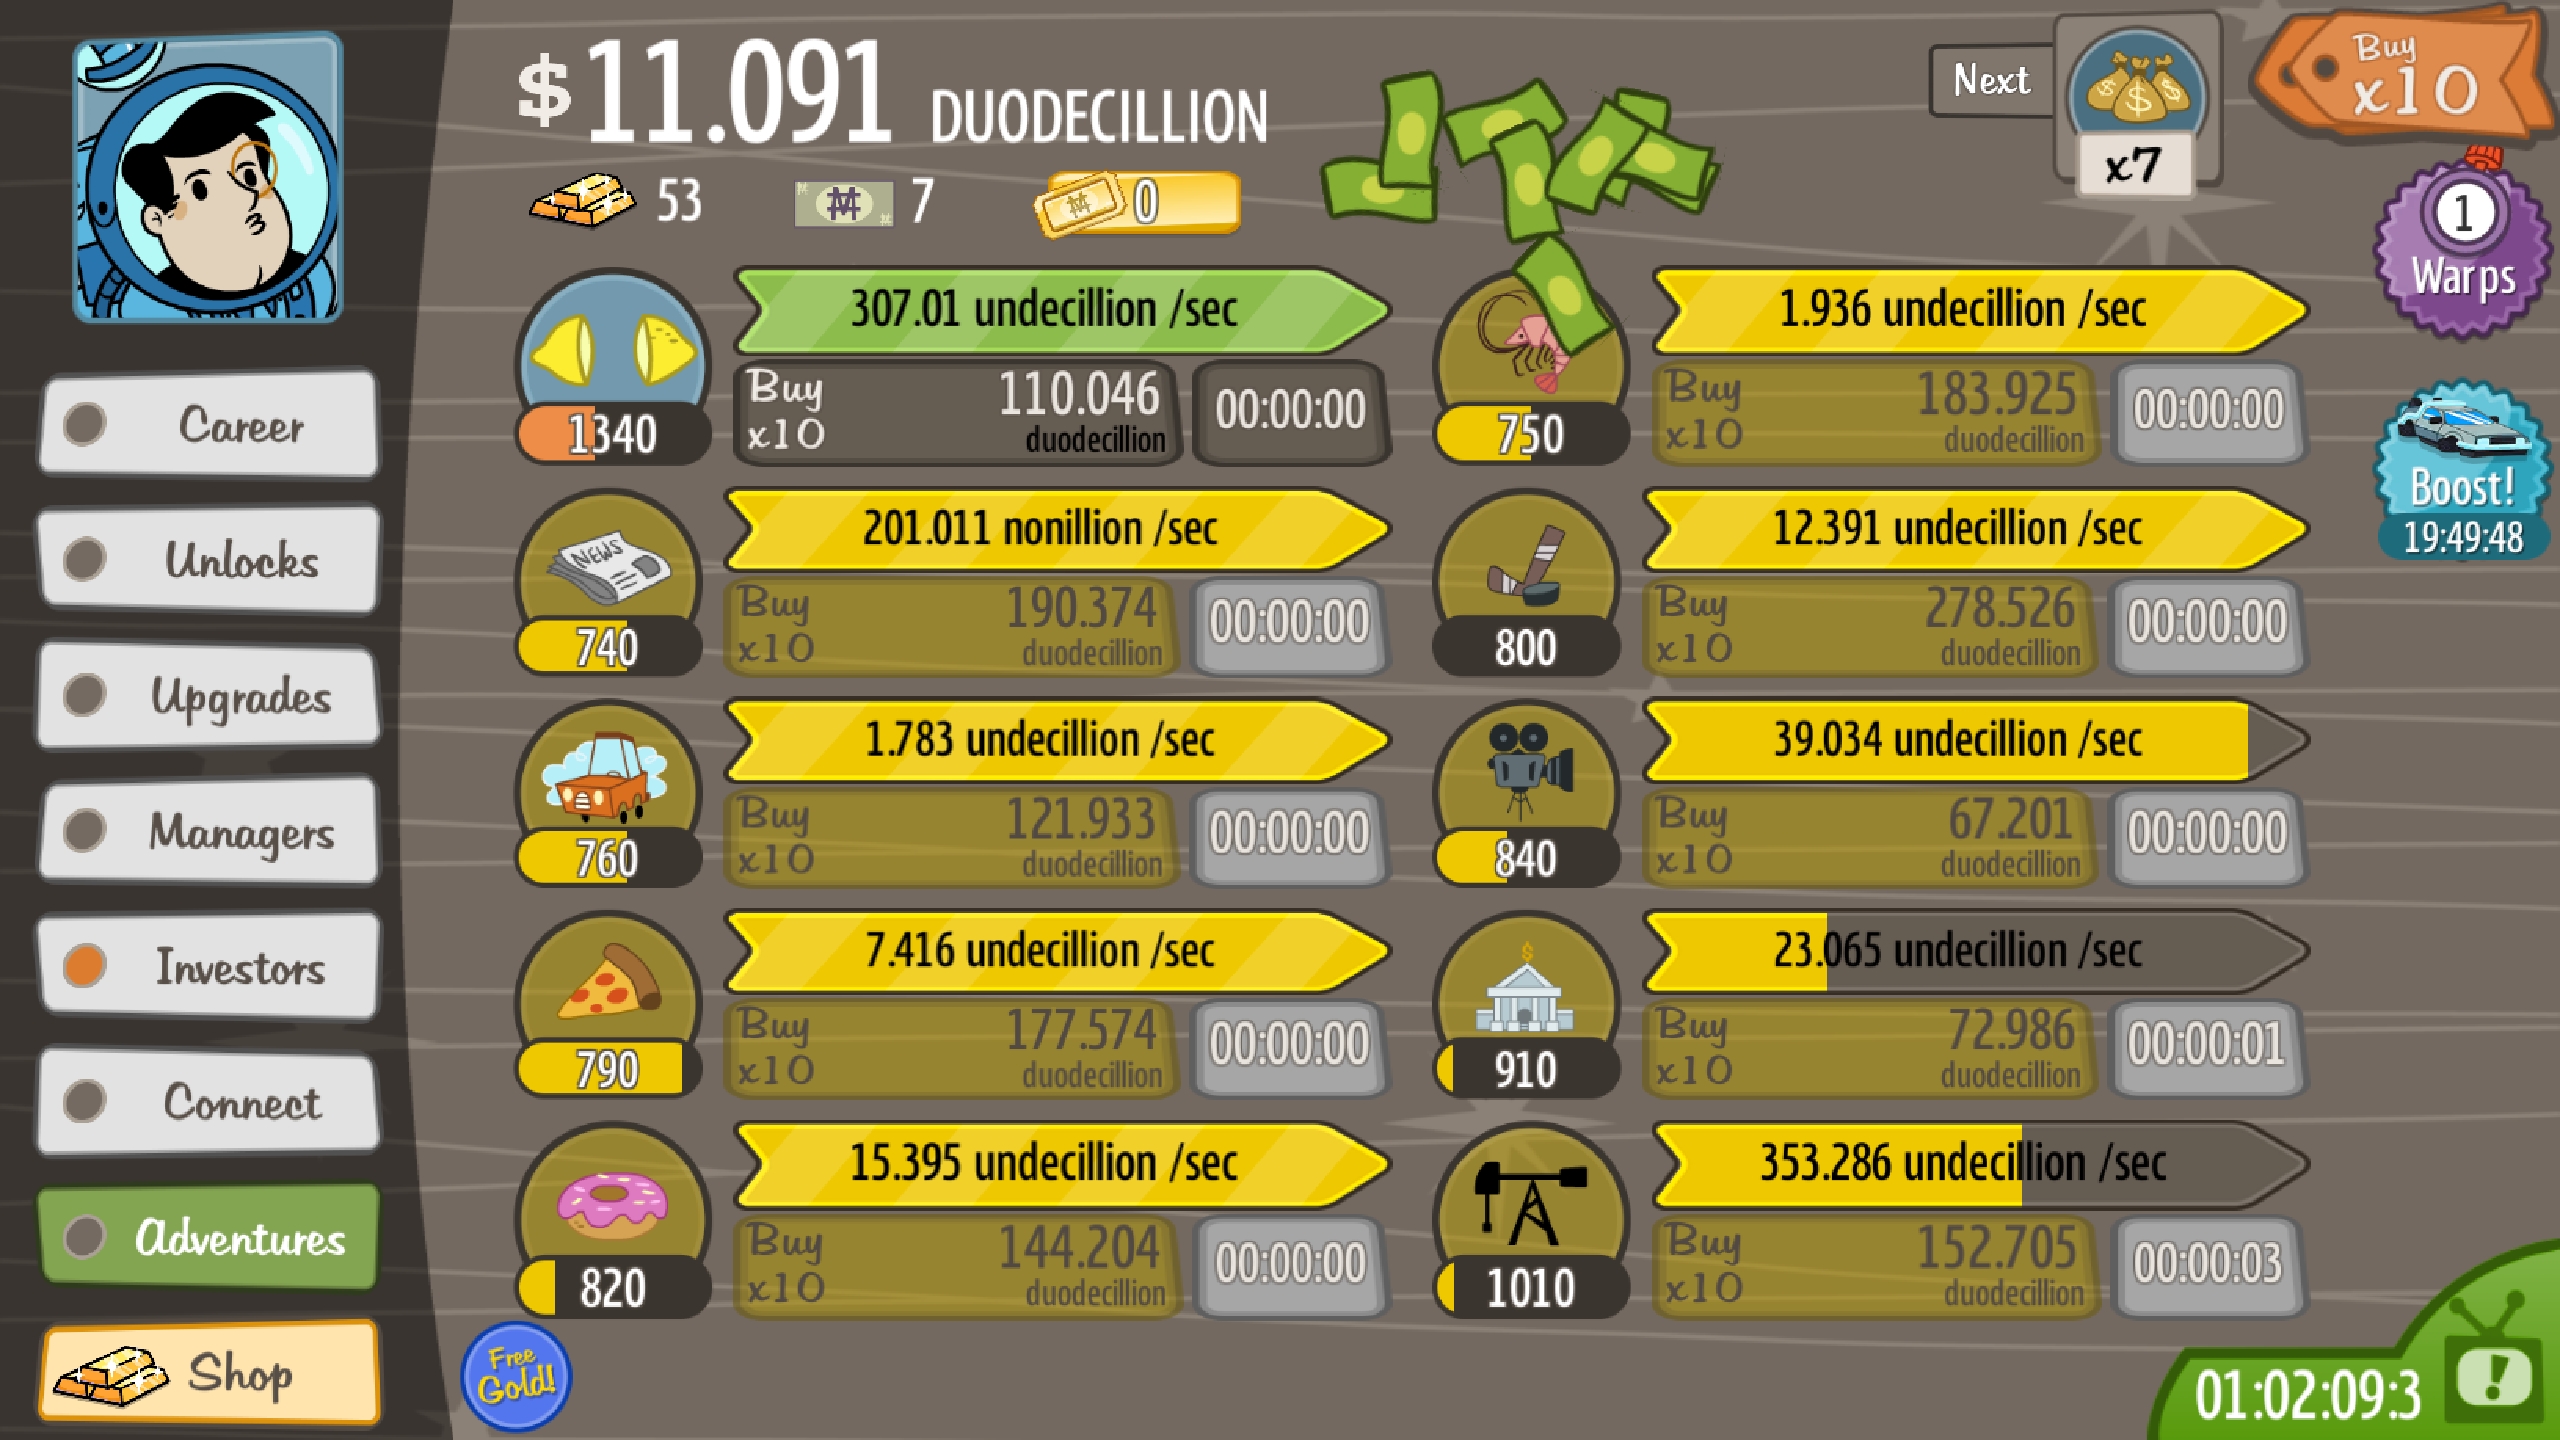 $11.091 DUODECILLION
53
7
0
Next
x7
Buy
x10
1
Warps
Boost!
19:49:48
Career
Unlocks
Upgrades
Managers
Investors
Connect
Adventures
Shop
307.01 undecillion /sec
1340
Buy
x10
110.046
duodecillion
00:00:00
1.936 undecillion /sec
750
Buy
x10
183.925
duodecillion
00:00:00
201.011 nonillion /sec
NEWS
740
Buy
x10
190.374
duodecillion
00:00:00
12.391 undecillion /sec
800
Buy
x10
278.526
duodecillion
00:00:00
1.783 undecillion /sec
760
Buy
x10
121.933
duodecillion
00:00:00
39.034 undecillion /sec
840
Buy
x10
67.201
duodecillion
00:00:00
7.416 undecillion /sec
790
Buy
x10
177.574
duodecillion
00:00:00
23.065 undecillion /sec
910
Buy
x10
72.986
duodecillion
00:00:01
15.395 undecillion /sec
820
Buy
x10
144.204
duodecillion
00:00:00
353.286 undecillion /sec
1010
Buy
x10
152.705
duodecillion
00:00:03
Free
Gold!
01:02:09:3
!